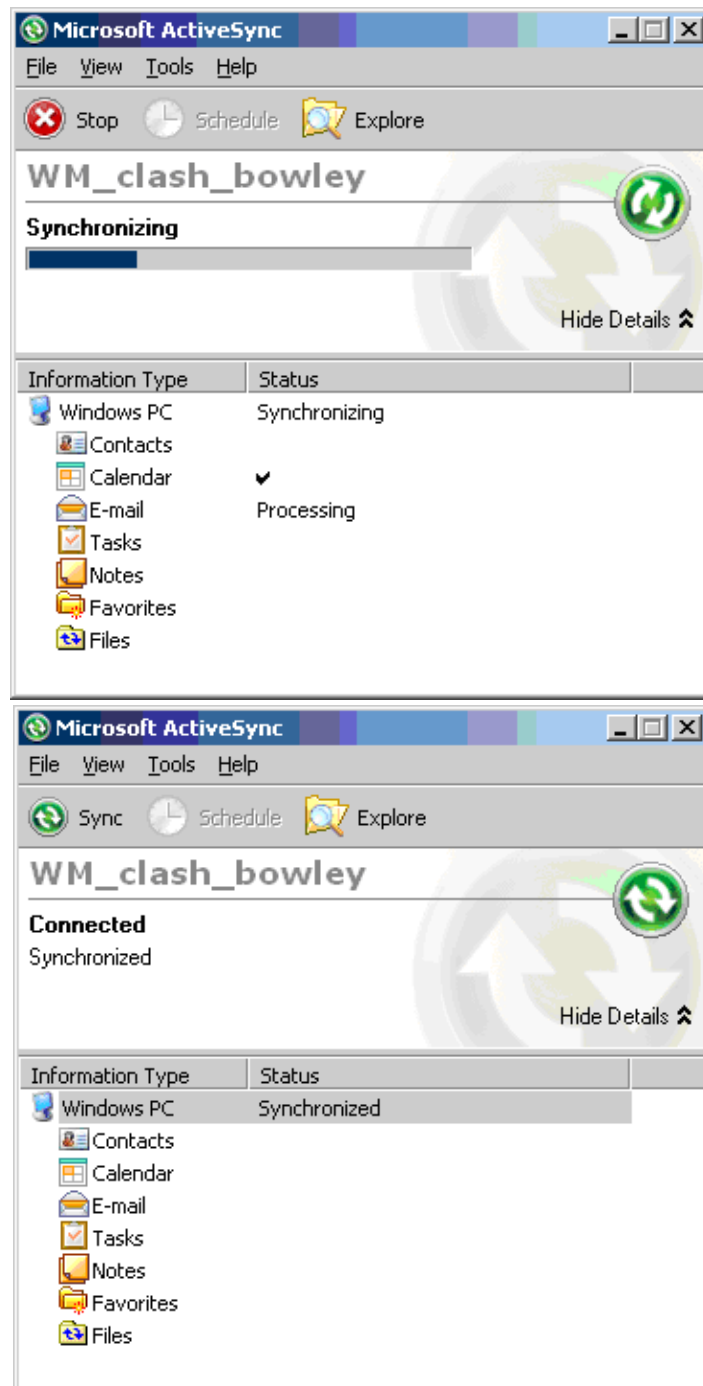 Microsoft ActiveSync
File View Tools Help
Stop Schedule Explore
WM_clash_bowley
Synchronizing
Hide Details
Information Type Status
Windows PC Synchronizing
Contacts
Calendar ✔
E-mail Processing
Tasks
Notes
Favorites
Files
Microsoft ActiveSync
File View Tools Help
Sync Schedule Explore
WM_clash_bowley
Connected
Synchronized
Hide Details
Information Type Status
Windows PC Synchronized
Contacts
Calendar
E-mail
Tasks
Notes
Favorites
Files